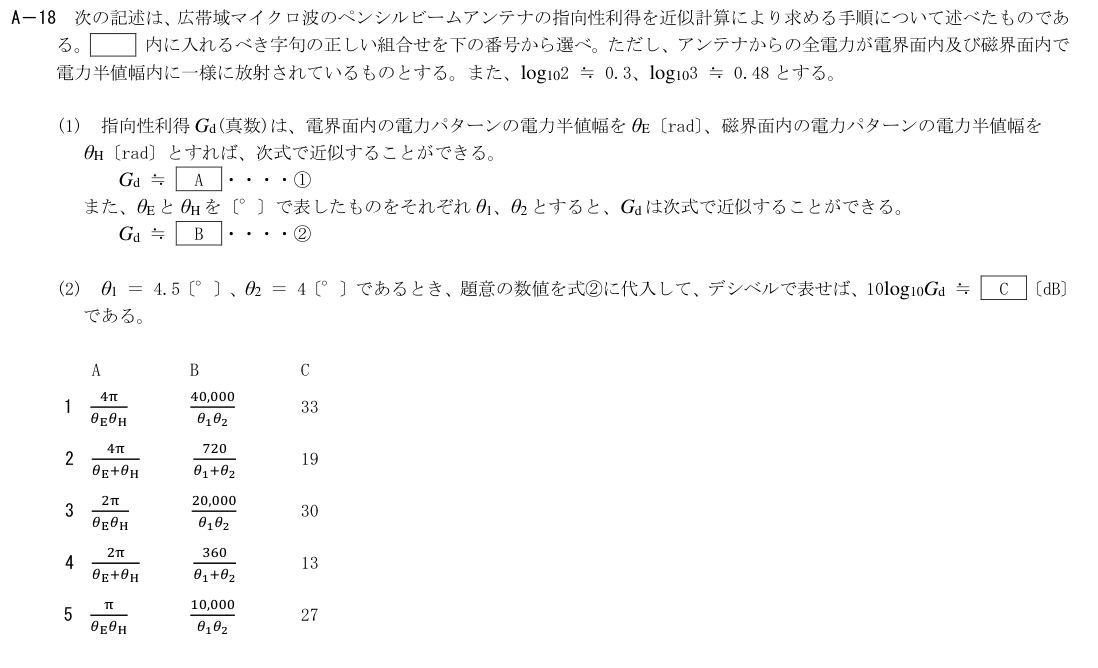 A－18　次の記述は、広帯域マイクロ波のペンシルビームアンテナの指向性利得を近似計算により求める手順について述べたものであ
る。□内に入れるべき字句の正しい組合せを下の番号から選べ。ただし、アンテナからの全電力が電界面内及び磁界面内で
電力半値幅内に一様に放射されているものとする。また、log₁₀2 ≒ 0.3、log₁₀3 ≒ 0.48 とする。
(1)　指向性利得 Gd(真数)は、電界面内の電力パターンの電力半値幅を θE〔rad〕、磁界面内の電力パターンの電力半値幅を
θH〔rad〕とすれば、次式で近似することができる。
Gd ≒ A ・・・・①
また、θE と θH を〔°〕で表したものをそれぞれ θ1、θ2 とすると、Gd は次式で近似することができる。
Gd ≒ B ・・・・②
(2)　θ1 ＝ 4.5〔°〕、θ2 ＝ 4〔°〕であるとき、題意の数値を式②に代入して、デシベルで表せば、10log₁₀Gd ≒ C〔dB〕
である。
A B C
1 4π/θEθH 40,000/θ1θ2 33
2 4π/θE+θH 720/θ1+θ2 19
3 2π/θEθH 20,000/θ1θ2 30
4 2π/θE+θH 360/θ1+θ2 13
5 π/θEθH 10,000/θ1θ2 27